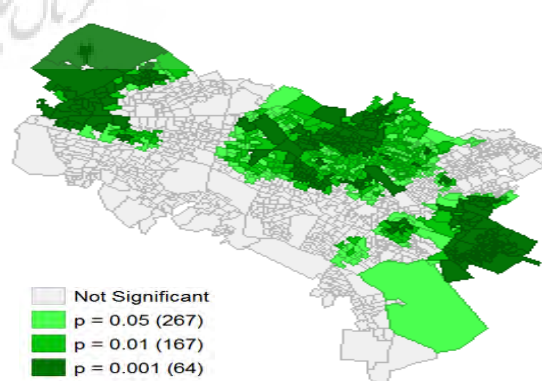 Not Significant
p = 0.05 (267)
p = 0.01 (167)
p = 0.001 (64)